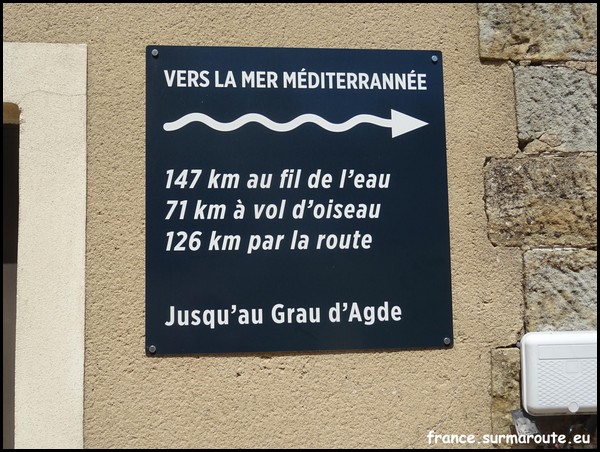 VERS LA MER MÉDITERRANNÉE
147 km au fil de l'eau
71 km à vol d'oiseau
126 km par la route
Jusqu'au Grau d'Agde
france.surmaroute.eu